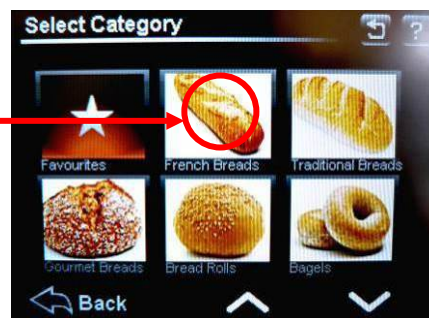 Select Category
?
Favourites French Breads Traditional Breads
Gourmet Breads Bread Rolls Bagels
Back